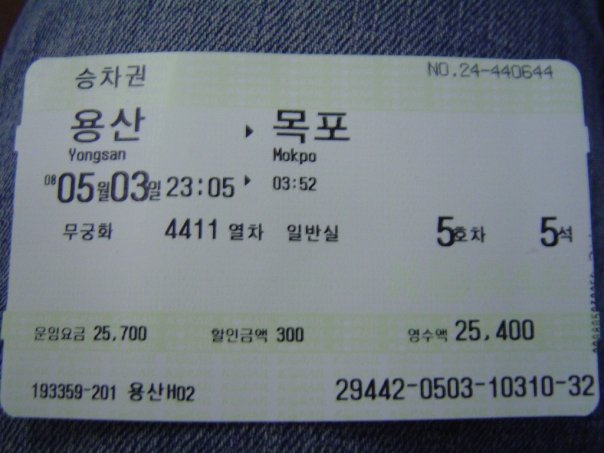 승차권 NO.24-440644
용산 ▶ 목포
Yongsan Mokpo
08 05월 03일 23:05 ▶ 03:52
무궁화 4411 열차 일반실 5호차 5석
운임요금 25,700 할인금액 300 영수액 25,400
193359-201 용산H02 29442-0503-10310-32